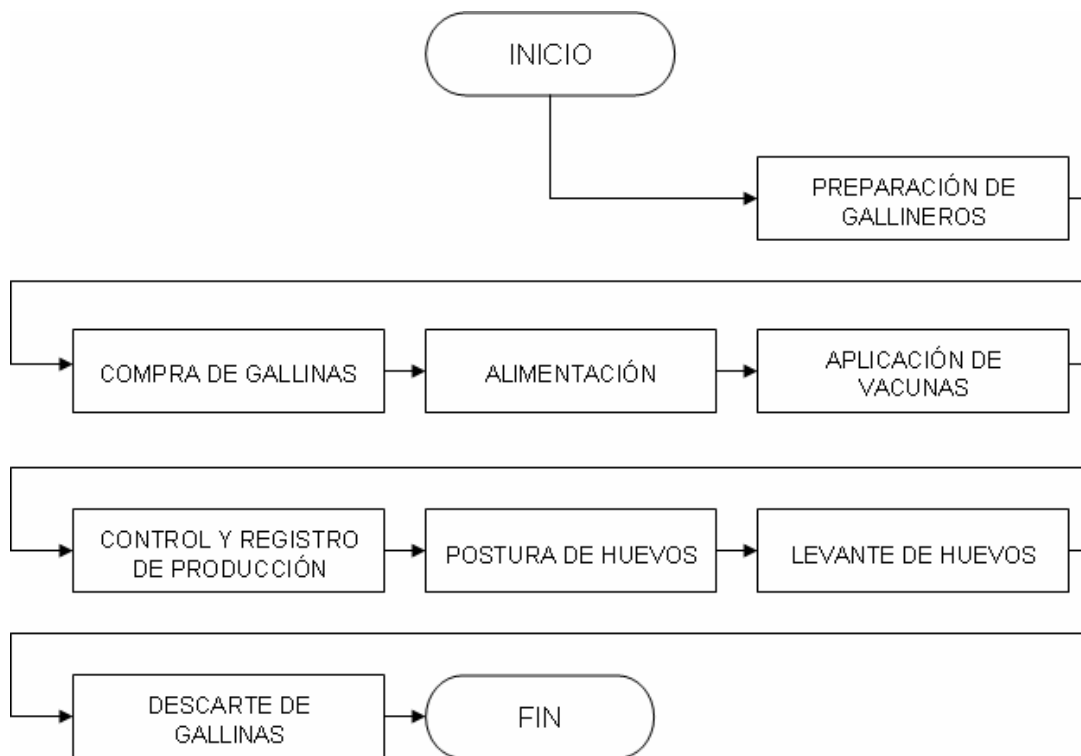 INICIO
PREPARACIÓN DE
GALLINEROS
COMPRA DE GALLINAS
ALIMENTACIÓN
APLICACIÓN DE
VACUNAS
CONTROL Y REGISTRO
DE PRODUCCIÓN
POSTURA DE HUEVOS
LEVANTE DE HUEVOS
DESCARTE DE
GALLINAS
FIN